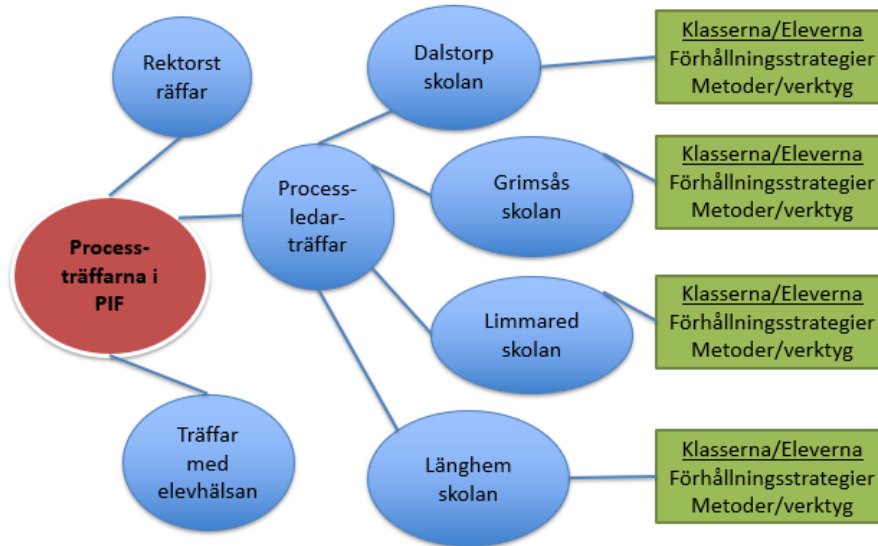 Rektorst
räffar
Process-
träffarna i
PIF
Träffar
med
elevhälsan
Process-
ledar-
träffar
Dalstorp
skolan
Klasserna/Eleverna
Förhållningsstrategier
Metoder/verktyg
Grimsås
skolan
Klasserna/Eleverna
Förhållningsstrategier
Metoder/verktyg
Limmared
skolan
Klasserna/Eleverna
Förhållningsstrategier
Metoder/verktyg
Länghem
skolan
Klasserna/Eleverna
Förhållningsstrategier
Metoder/verktyg